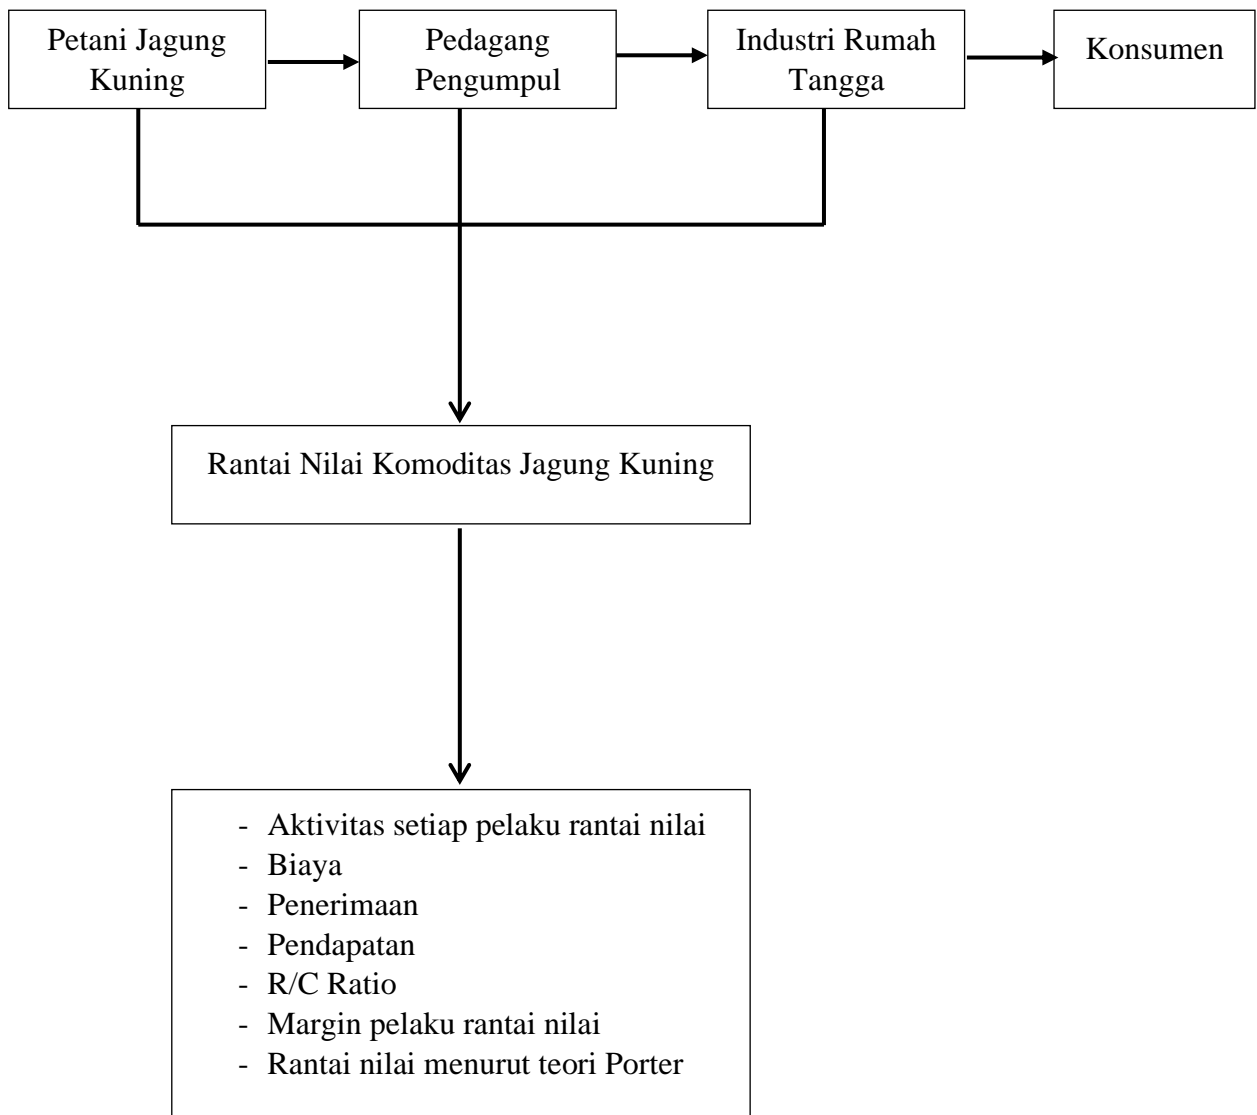 Petani Jagung
Kuning
Pedagang
Pengumpul
Industri Rumah
Tangga
Konsumen
Rantai Nilai Komoditas Jagung Kuning
- Aktivitas setiap pelaku rantai nilai
- Biaya
- Penerimaan
- Pendapatan
- R/C Ratio
- Margin pelaku rantai nilai
- Rantai nilai menurut teori Porter